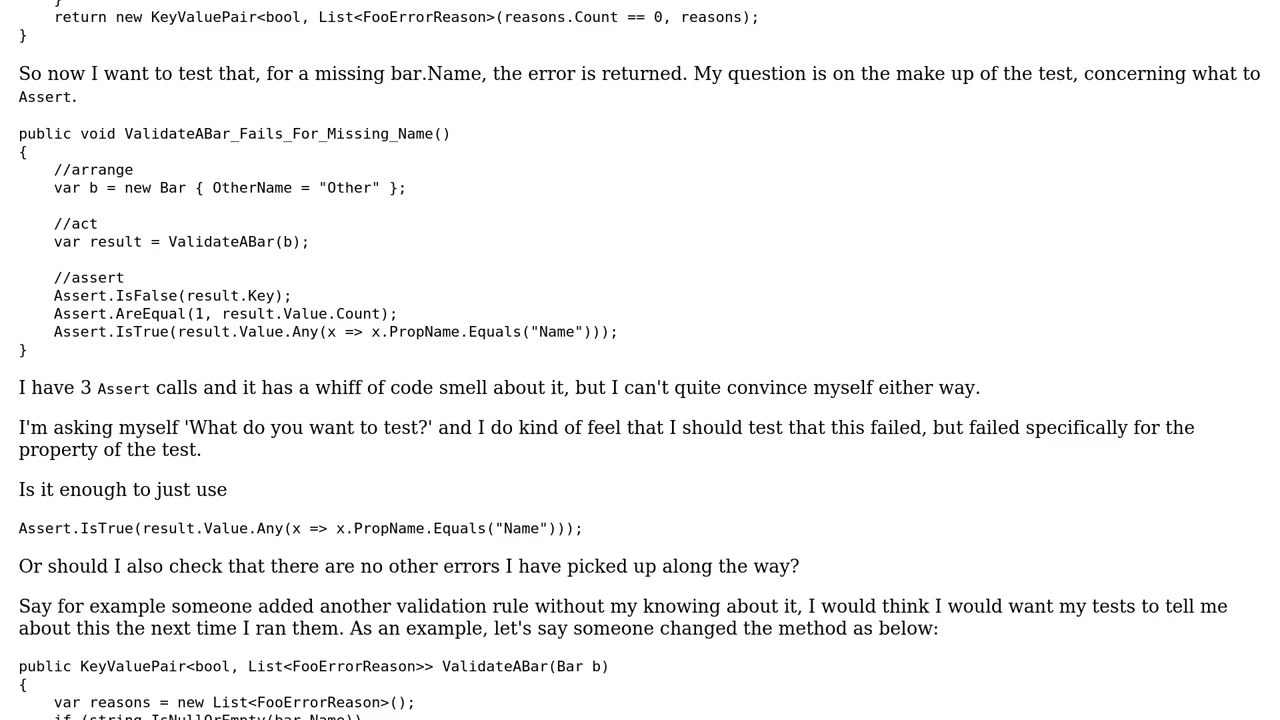 }
    return new KeyValuePair<bool, List<FooErrorReason>(reasons.Count == 0, reasons);
}
So now I want to test that, for a missing bar.Name, the error is returned. My question is on the make up of the test, concerning what to
Assert.
public void ValidateABar_Fails_For_Missing_Name()
{
    //arrange
    var b = new Bar { OtherName = "Other" };
    //act
    var result = ValidateABar(b);
    //assert
    Assert.IsFalse(result.Key);
    Assert.AreEqual(1, result.Value.Count);
    Assert.IsTrue(result.Value.Any(x => x.PropName.Equals("Name")));
}
I have 3 Assert calls and it has a whiff of code smell about it, but I can't quite convince myself either way.
I'm asking myself 'What do you want to test?' and I do kind of feel that I should test that this failed, but failed specifically for the
property of the test.
Is it enough to just use
Assert.IsTrue(result.Value.Any(x => x.PropName.Equals("Name")));
Or should I also check that there are no other errors I have picked up along the way?
Say for example someone added another validation rule without my knowing about it, I would think I would want my tests to tell me
about this the next time I ran them. As an example, let's say someone changed the method as below:
public KeyValuePair<bool, List<FooErrorReason>> ValidateABar(Bar b)
{
    var reasons = new List<FooErrorReason>();
    if (string.IsNullOrEmpty(bar.Name))